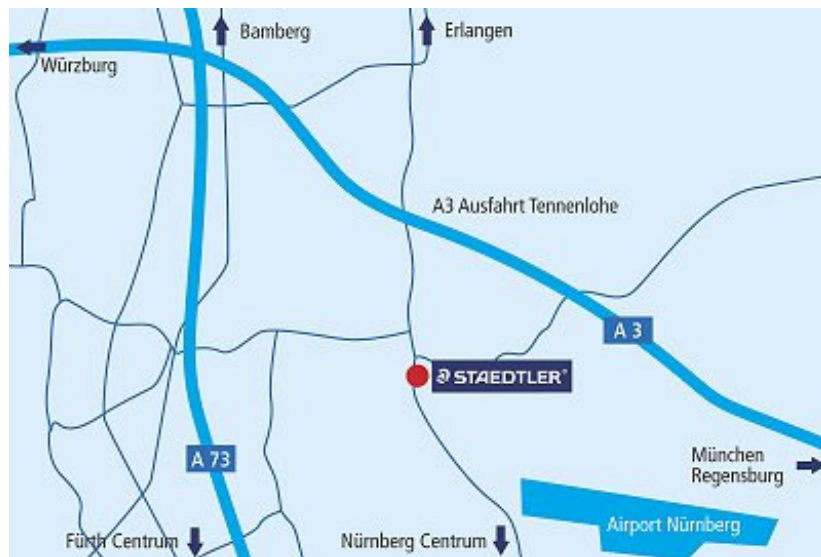 Bamberg
Erlangen
Würzburg
A3 Ausfahrt Tennenlohe
A 3
STAEDTLER®
A 73
München
Regensburg
Airport Nürnberg
Fürth Centrum
Nürnberg Centrum